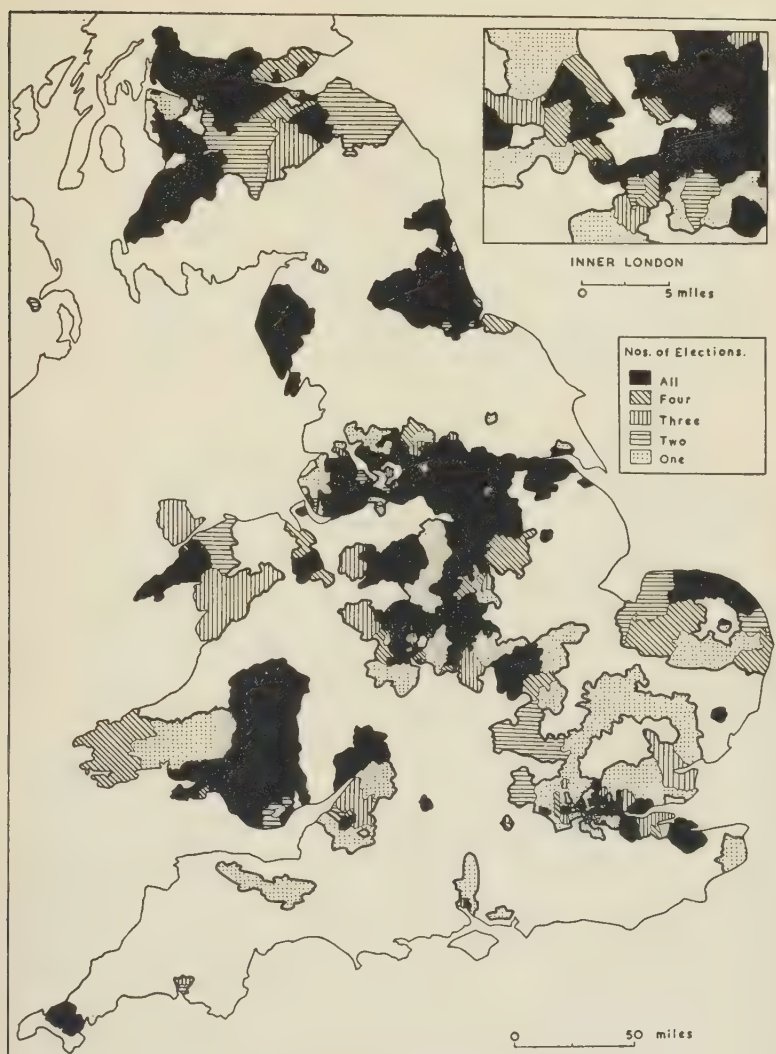 INNER LONDON
0 5 miles
Nos. of Elections.
All
Four
Three
Two
One
0 50 miles